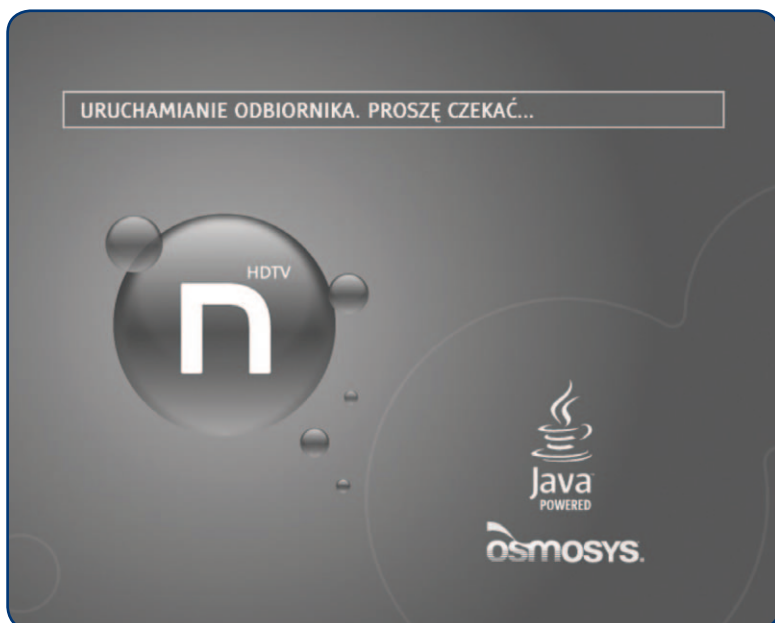 URUCHAMIANIE ODBIORNIKA. PROSZĘ CZEKAĆ...
HDTV
n
Java
POWERED
OSMOSYS.